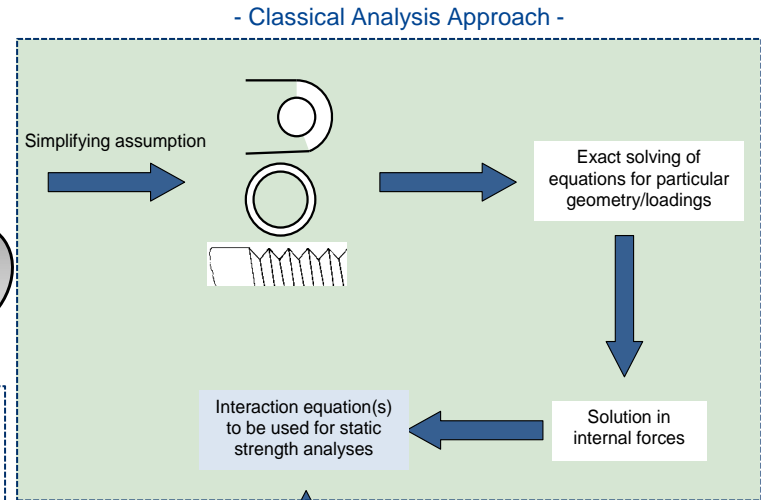 - Classical Analysis Approach -
Simplifying assumption
Exact solving of
equations for particular
geometry/loadings
Interaction equation(s)
to be used for static
strength analyses
Solution in
internal forces